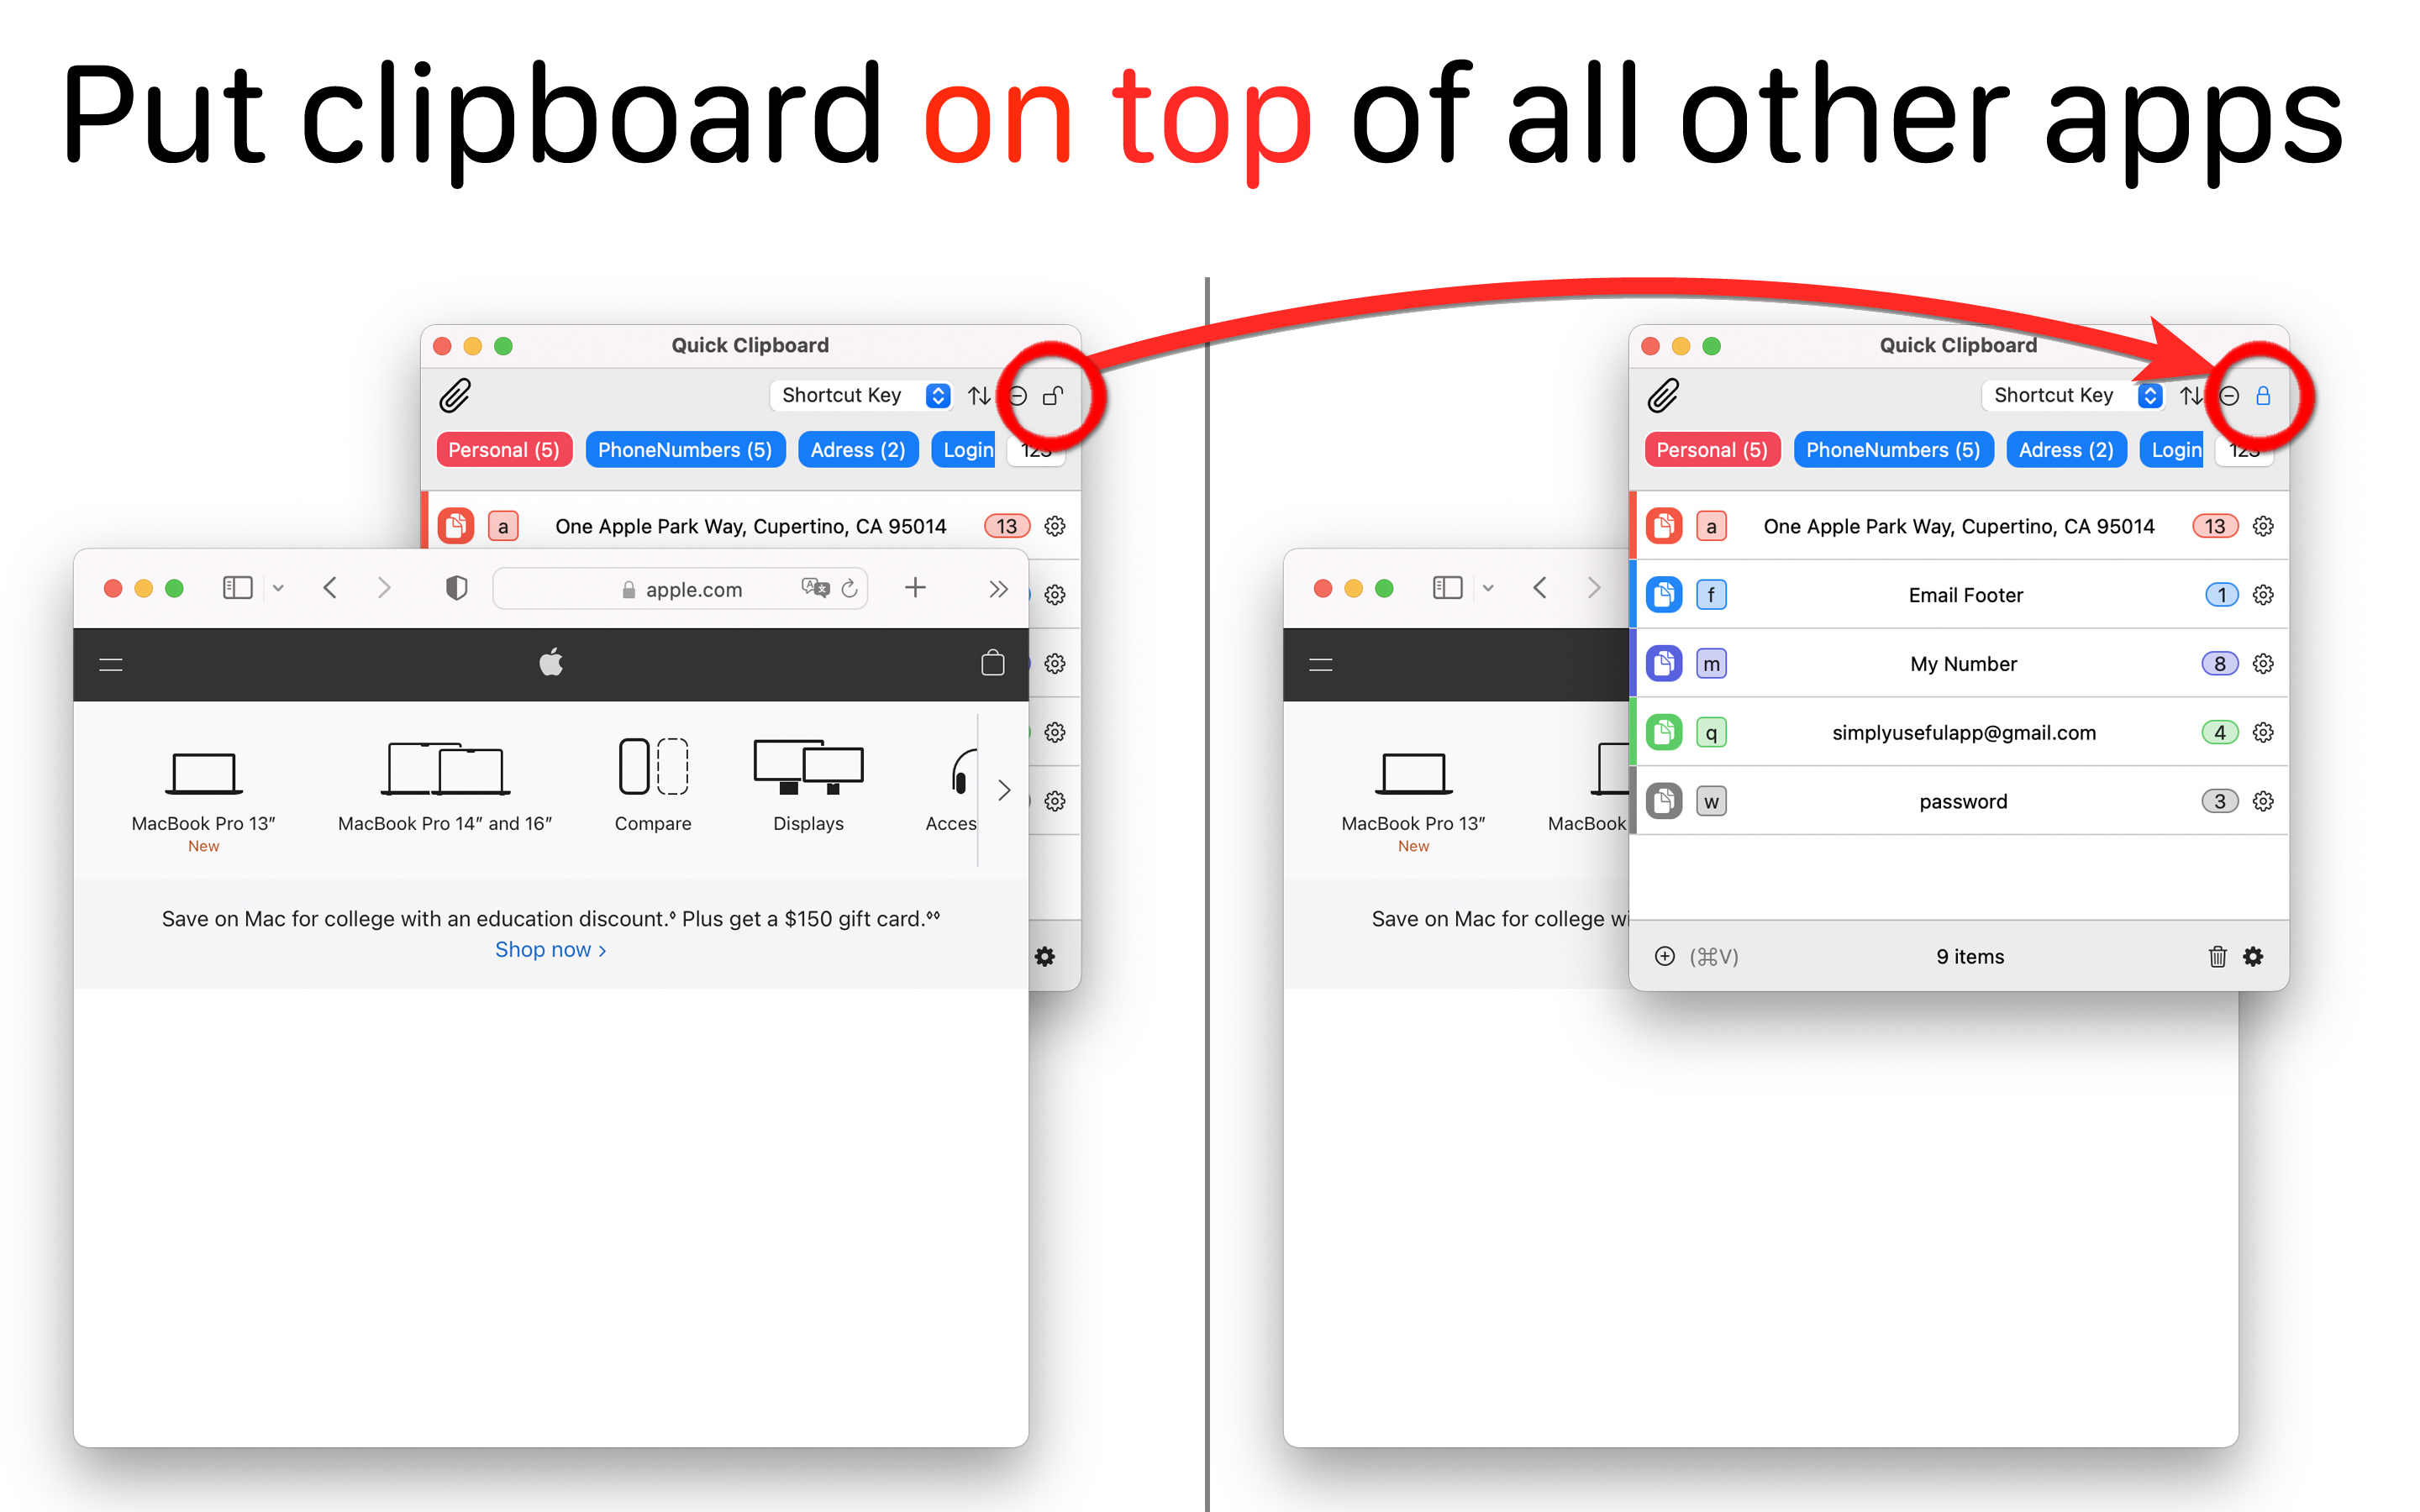 Put clipboard on top of all other apps
Quick Clipboard
Shortcut Key
Personal (5) PhoneNumbers (5) Adress (2) Login 123
a One Apple Park Way, Cupertino, CA 95014 13
apple.com
MacBook Pro 13″ MacBook Pro 14″ and 16″ Compare Displays Acces
New
Save on Mac for college with an education discount.◊ Plus get a $150 gift card.◊◊
Shop now >
Quick Clipboard
Shortcut Key
Personal (5) PhoneNumbers (5) Adress (2) Login 123
a One Apple Park Way, Cupertino, CA 95014 13
f Email Footer 1
m My Number 8
q simplyusefulapp@gmail.com 4
w password 3
(⌘V) 9 items
MacBook Pro 13″ MacBook
New
Save on Mac for college wi